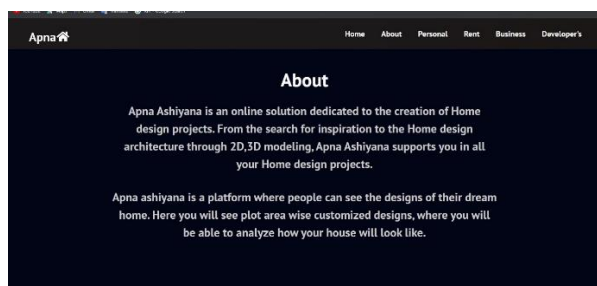 Apna
Home About Personal Rent Business Developer's
About
Apna Ashiyana is an online solution dedicated to the creation of Home
design projects. From the search for inspiration to the Home design
architecture through 2D,3D modeling, Apna Ashiyana supports you in all
your Home design projects.
Apna ashiyana is a platform where people can see the designs of their dream
home. Here you will see plot area wise customized designs, where you will
be able to analyze how your house will look like.